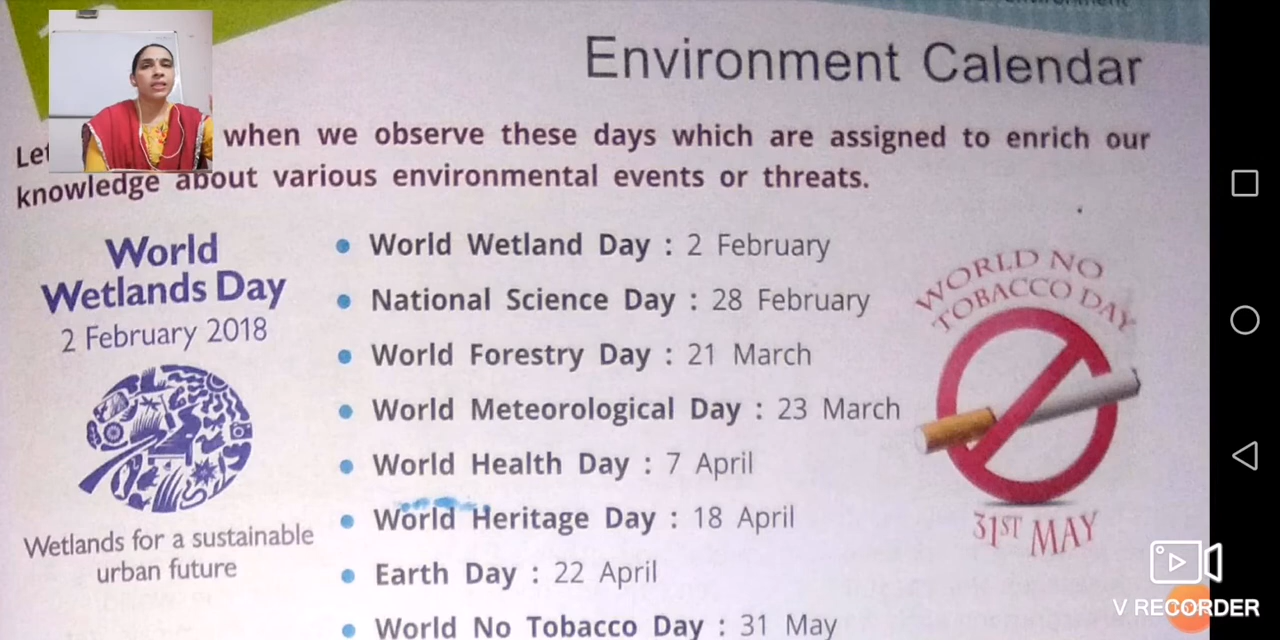 Environment Calendar
when we observe these days which are assigned to enrich our
knowledge about various environmental events or threats.
World
Wetlands Day
2 February 2018
Wetlands for a sustainable
urban future
• World Wetland Day : 2 February
• National Science Day : 28 February
• World Forestry Day : 21 March
• World Meteorological Day : 23 March
• World Health Day : 7 April
• World Heritage Day : 18 April
• Earth Day : 22 April
• World No Tobacco Day : 31 May
WORLD NO
TOBACCO DAY
31ST MAY
V RECORDER